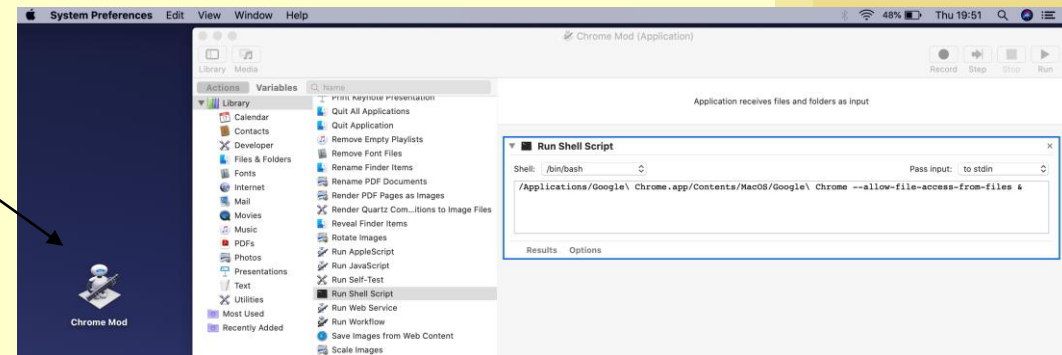 System Preferences Edit View Window Help
48% Thu 19:51
Chrome Mod (Application)
Library Media
Record Step Stop Run
Actions Variables
Name
Library
Calendar
Contacts
Developer
Files & Folders
Fonts
Internet
Mail
Movies
Music
PDFs
Photos
Presentations
Text
Utilities
Most Used
Recently Added
Print Keynote Presentation
Quit All Applications
Quit Application
Remove Empty Playlists
Remove Font Files
Rename Finder Items
Rename PDF Documents
Render PDF Pages as Images
Render Quartz Com...itions to Image Files
Reveal Finder Items
Rotate Images
Run AppleScript
Run JavaScript
Run Self-Test
Run Shell Script
Run Web Service
Run Workflow
Save Images from Web Content
Scale Images
Application receives files and folders as input
Run Shell Script
Shell: /bin/bash Pass input: to stdin
/Applications/Google\ Chrome.app/Contents/MacOS/Google\ Chrome --allow-file-access-from-files &
Results Options
Chrome Mod